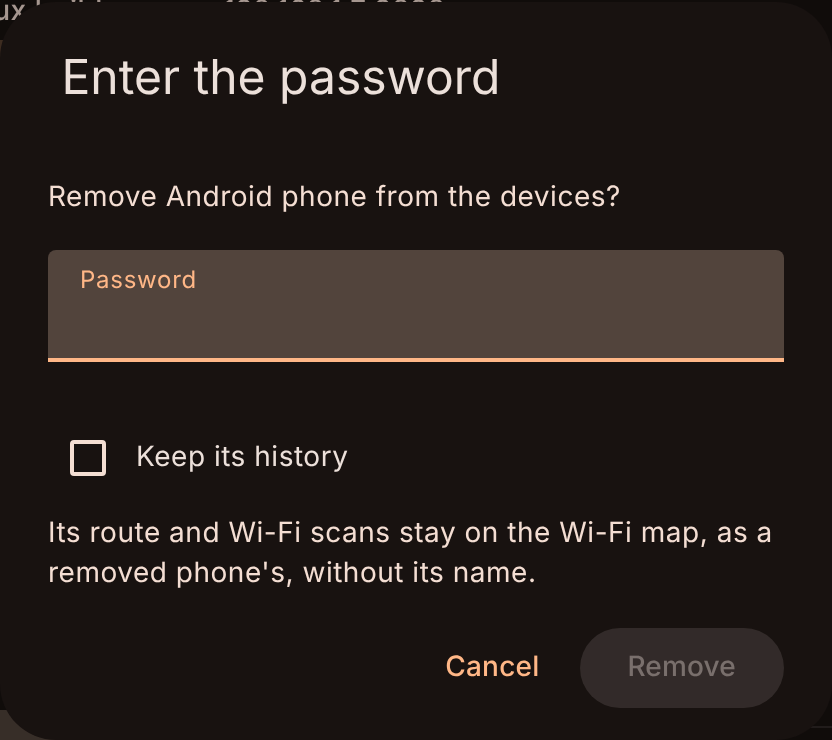 Enter the password
Remove Android phone from the devices?
Password
Keep its history
Its route and Wi-Fi scans stay on the Wi-Fi map, as a
removed phone's, without its name.
Cancel
Remove